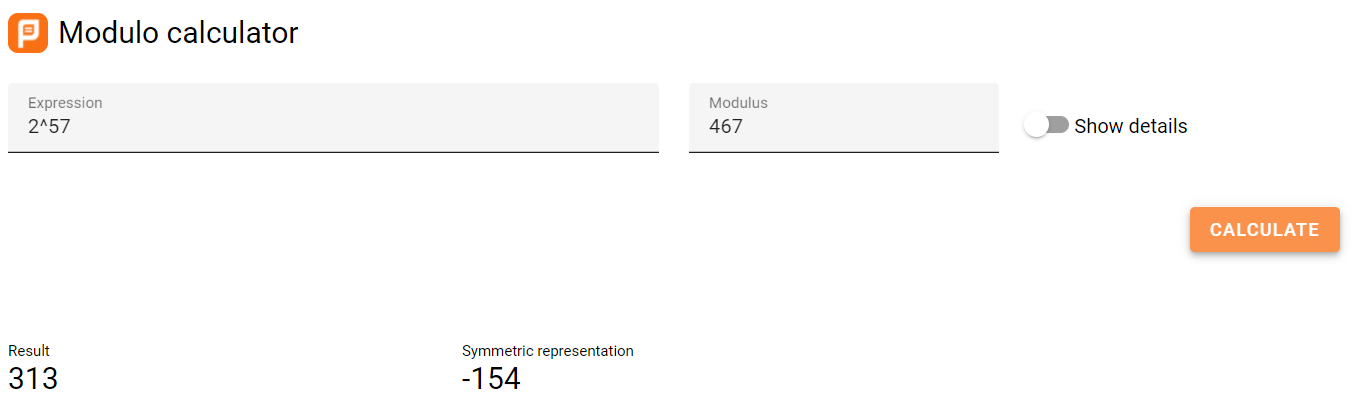 Modulo calculator
Expression
2^57
Modulus
467
Show details
CALCULATE
Result
313
Symmetric representation
-154